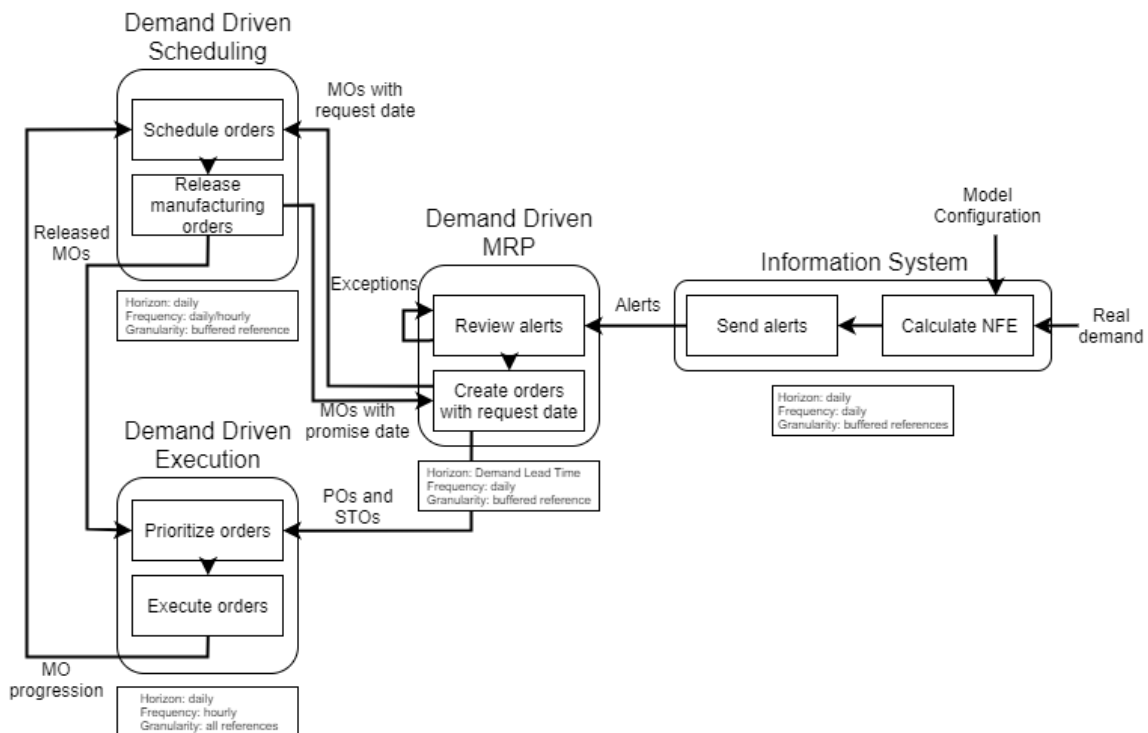 Demand Driven
Scheduling
MOs with
request date
Schedule orders
Release
manufacturing
orders
Released
MOs
Horizon: daily
Frequency: daily/hourly
Granularity: buffered reference
Demand Driven
MRP
Exceptions
Review alerts
Create orders
with request date
MOs with
promise date
Horizon: Demand Lead Time
Frequency: daily
Granularity: buffered reference
Alerts
Model
Configuration
Information System
Send alerts
Calculate NFE
Real
demand
Horizon: daily
Frequency: daily
Granularity: buffered references
Demand Driven
Execution
POs and
STOs
Prioritize orders
Execute orders
MO
progression
Horizon: daily
Frequency: hourly
Granularity: all references